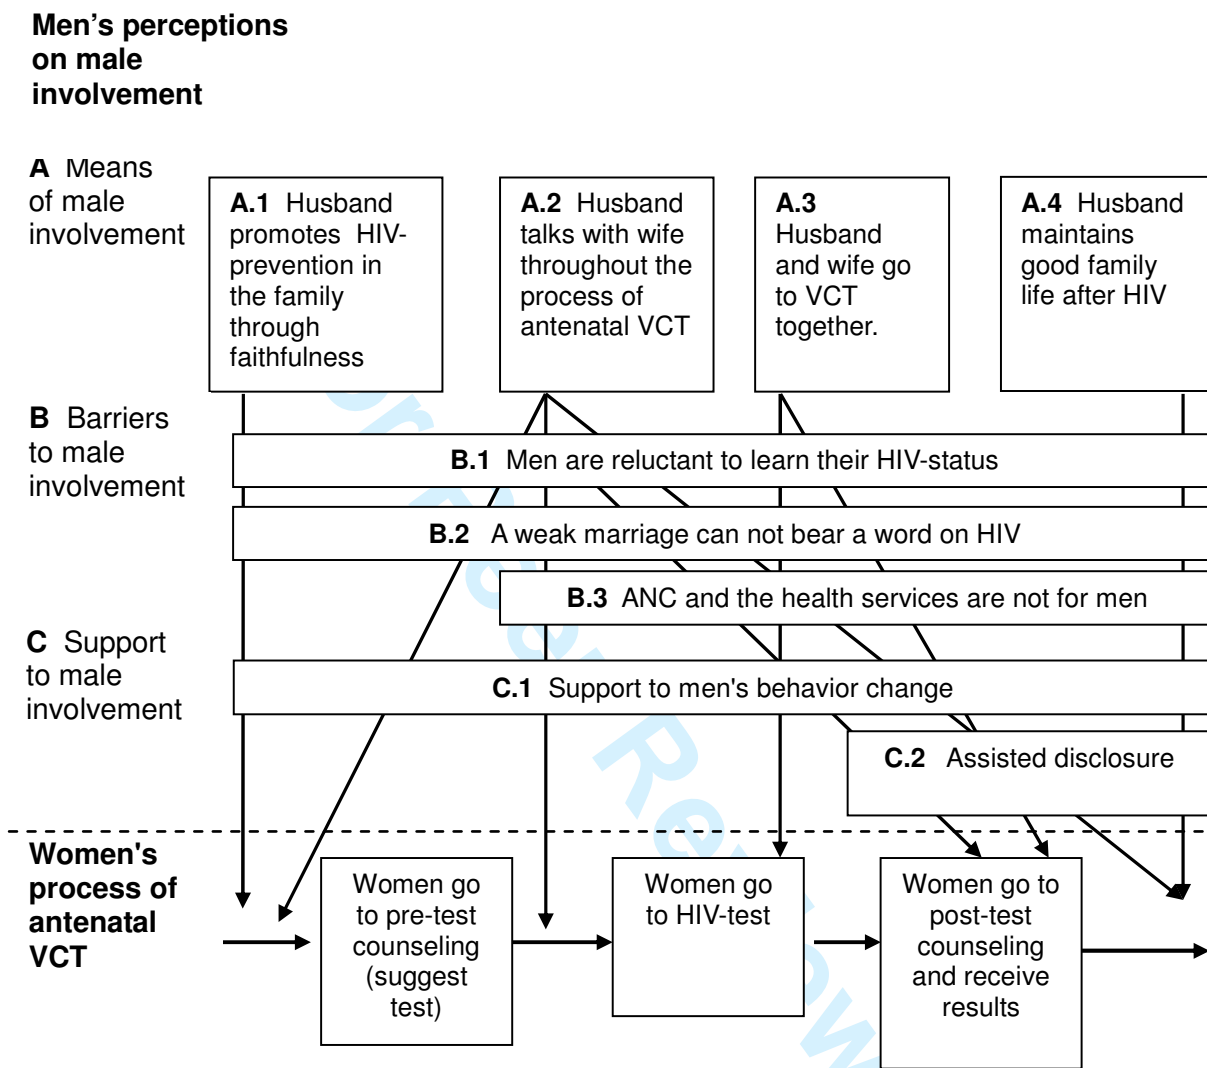 Men's perceptions
on male
involvement
A Means
of male
involvement
A.1 Husband
promotes HIV-
prevention in
the family
through
faithfulness
A.2 Husband
talks with wife
throughout the
process of
antenatal VCT
A.3
Husband
and wife go
to VCT
together.
A.4 Husband
maintains
good family
life after HIV
B Barriers
to male
involvement
B.1 Men are reluctant to learn their HIV-status
B.2 A weak marriage can not bear a word on HIV
B.3 ANC and the health services are not for men
C Support
to male
involvement
C.1 Support to men's behavior change
C.2 Assisted disclosure
Women's
process of
antenatal
VCT
Women go
to pre-test
counseling
(suggest
test)
Women go
to HIV-test
Women go to
post-test
counseling
and receive
results